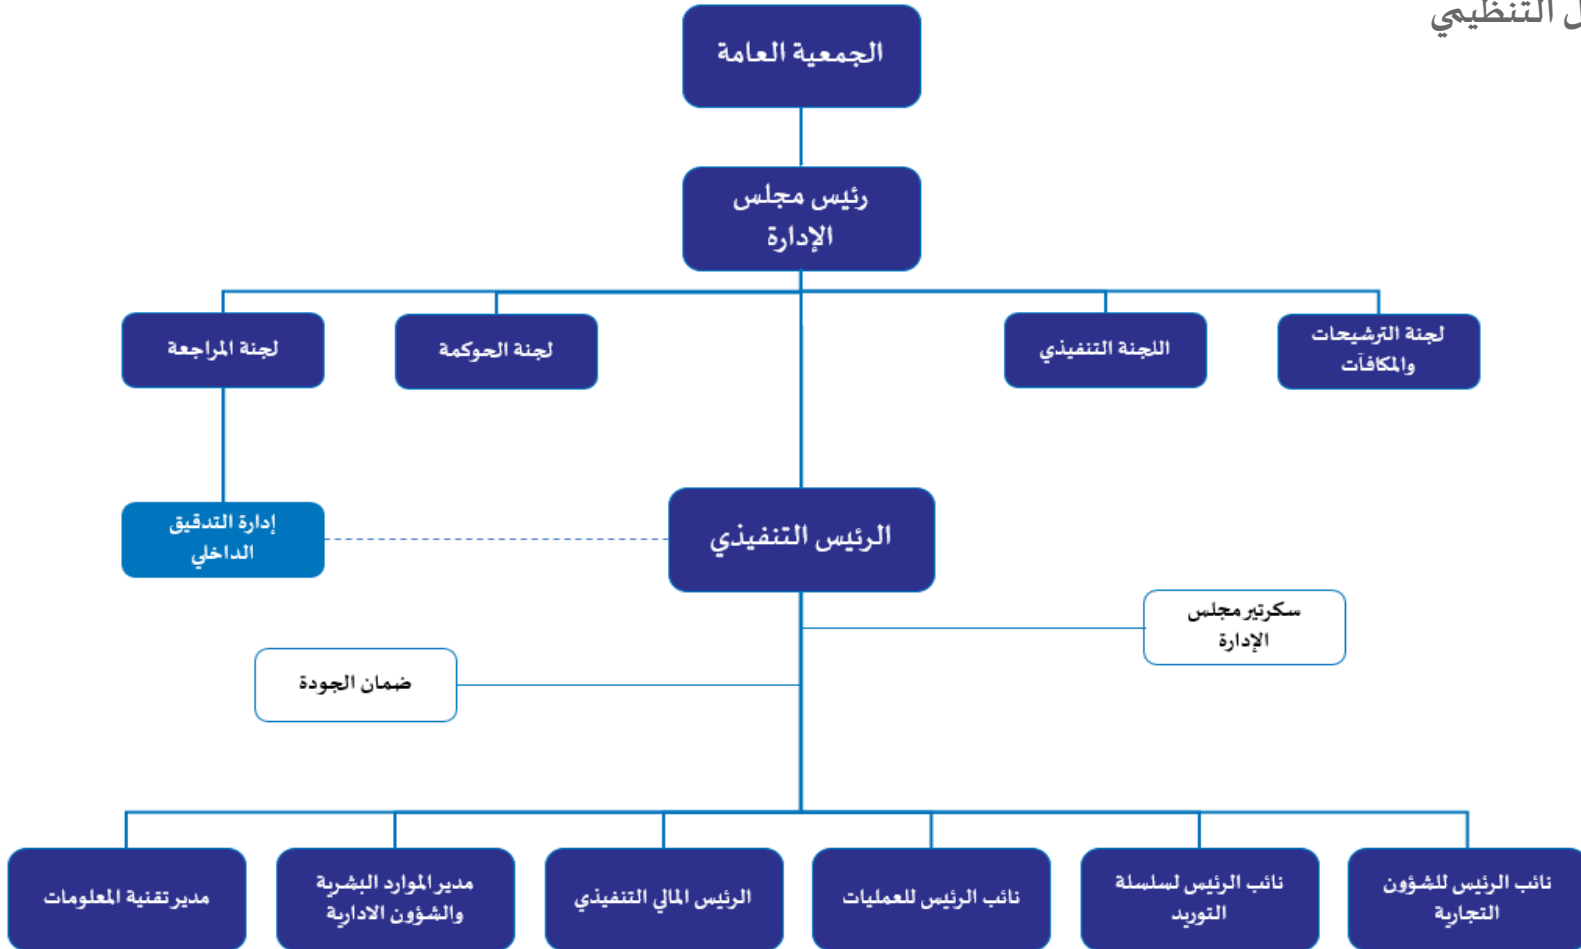 التنظيمي
الجمعية العامة
رئيس مجلس
الإدارة
لجنة الترشيحات
والمكافآت
اللجنة التنفيذي
لجنة الحوكمة
لجنة المراجعة
الرئيس التنفيذي
إدارة التدقيق
الداخلي
سكرتير مجلس
الإدارة
ضمان الجودة
نائب الرئيس للشؤون
التجارية
نائب الرئيس لسلسلة
التوريد
نائب الرئيس للعمليات
الرئيس المالي التنفيذي
مدير الموارد البشرية
والشؤون الادارية
مدير تقنية المعلومات